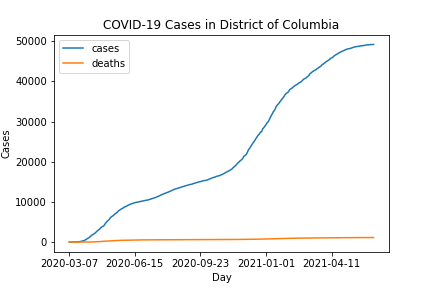 COVID-19 Cases in District of Columbia
cases
deaths
50000
40000
30000
20000
10000
0
Cases
2020-03-07 2020-06-15 2020-09-23 2021-01-01 2021-04-11
Day